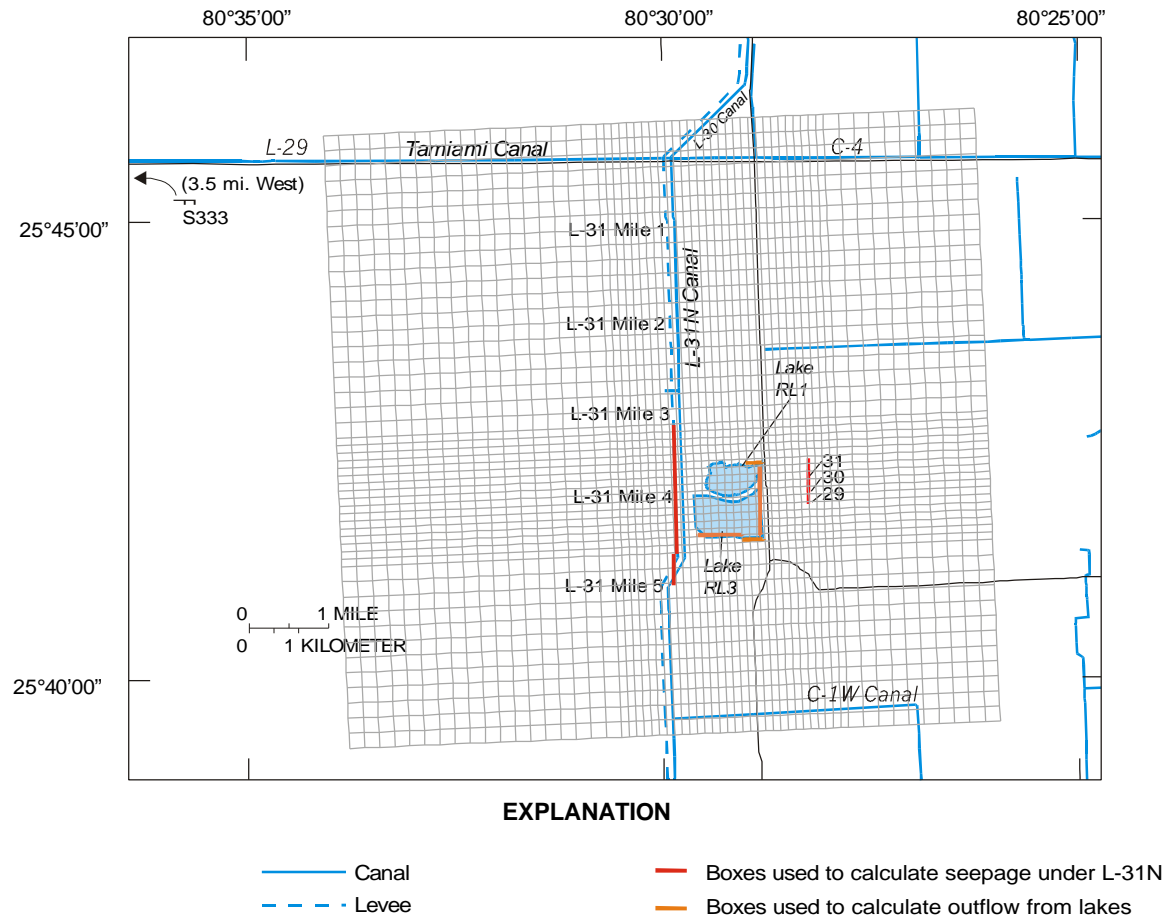 80°35'00"
80°30'00"
80°25'00"
L-30 Canal
L-29
Tamiami Canal
C-4
(3.5 mi. West)
S333
25°45'00"
L-31 Mile 1
L-31 N Canal
L-31 Mile 2
Lake
RL1
L-31 Mile 3
31
30
29
L-31 Mile 4
Lake
RL3
L-31 Mile 5
0 1 MILE
0 1 KILOMETER
25°40'00"
C-1W Canal
EXPLANATION
Canal
Levee
Boxes used to calculate seepage under L-31N
Boxes used to calculate outflow from lakes